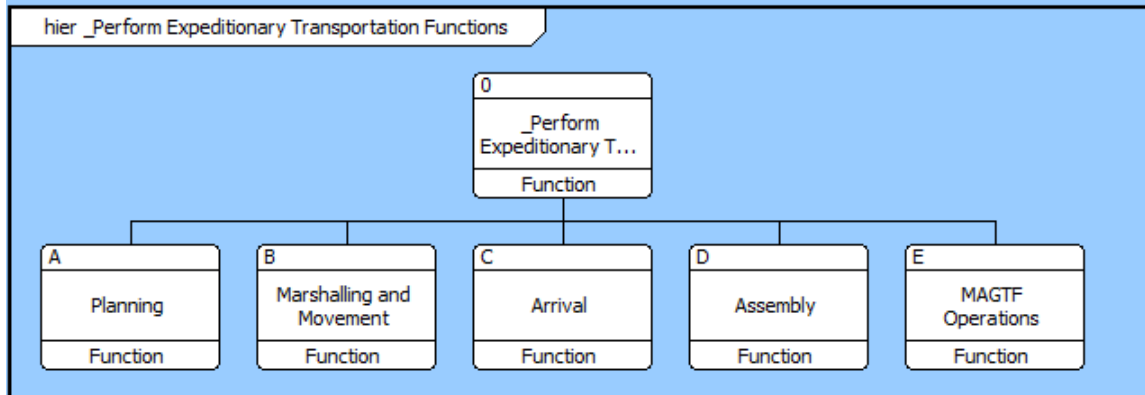 hier _Perform Expeditionary Transportation Functions
0
_Perform
Expeditionary T...
Function
A
Planning
Function
B
Marshalling and
Movement
Function
C
Arrival
Function
D
Assembly
Function
E
MAGTF
Operations
Function